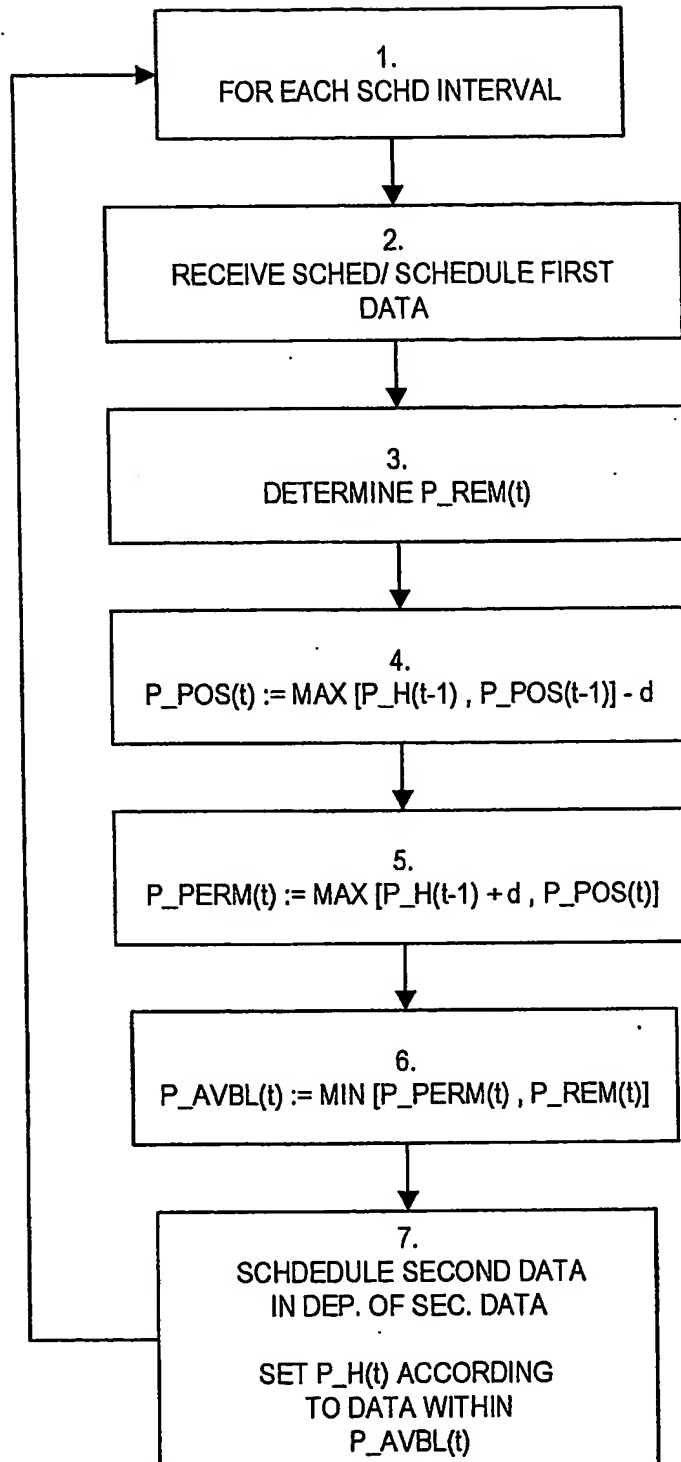 1.
FOR EACH SCHD INTERVAL
2.
RECEIVE SCHED/ SCHEDULE FIRST
DATA
3.
DETERMINE P_REM(t)
4.
P_POS(t) := MAX [P_H(t-1) , P_POS(t-1)] - d
5.
P_PERM(t) := MAX [P_H(t-1) + d , P_POS(t)]
6.
P_AVBL(t) := MIN [P_PERM(t) , P_REM(t)]
7.
SCHDEDULE SECOND DATA
IN DEP. OF SEC. DATA
SET P_H(t) ACCORDING
TO DATA WITHIN
P_AVBL(t)